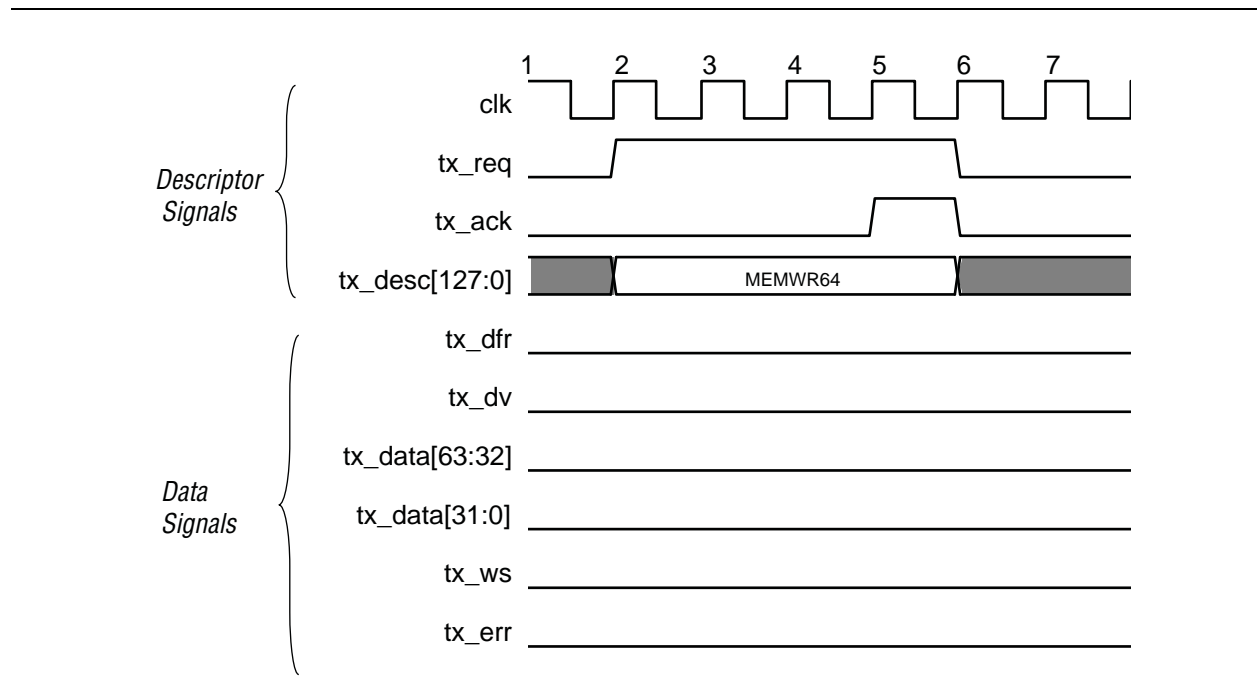 1 2 3 4 5 6 7
clk
tx_req
Descriptor
Signals
tx_ack
tx_desc[127:0]
MEMWR64
tx_dfr
tx_dv
tx_data[63:32]
Data
Signals
tx_data[31:0]
tx_ws
tx_err